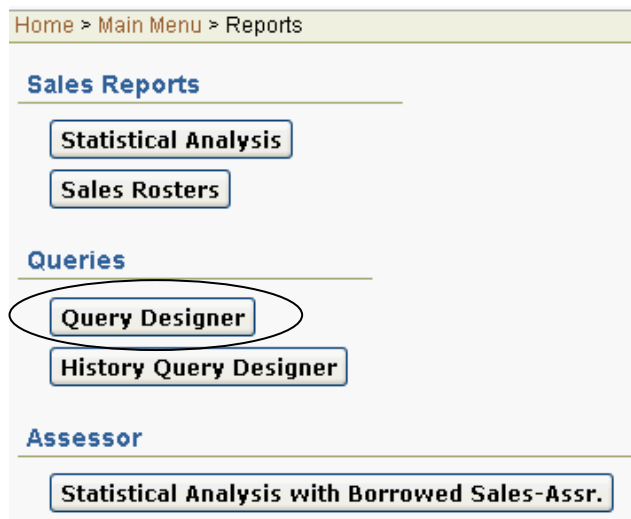 Home > Main Menu > Reports
Sales Reports
Statistical Analysis
Sales Rosters
Queries
Query Designer
History Query Designer
Assessor
Statistical Analysis with Borrowed Sales-Assr.